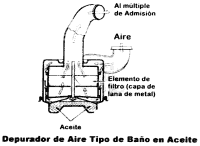 Al múltiple
de Admisión
Aire
Elemento de
filtro (capa de
lana de metal)
Aceite
Depurador de Aire Tipo de Baño en Aceite